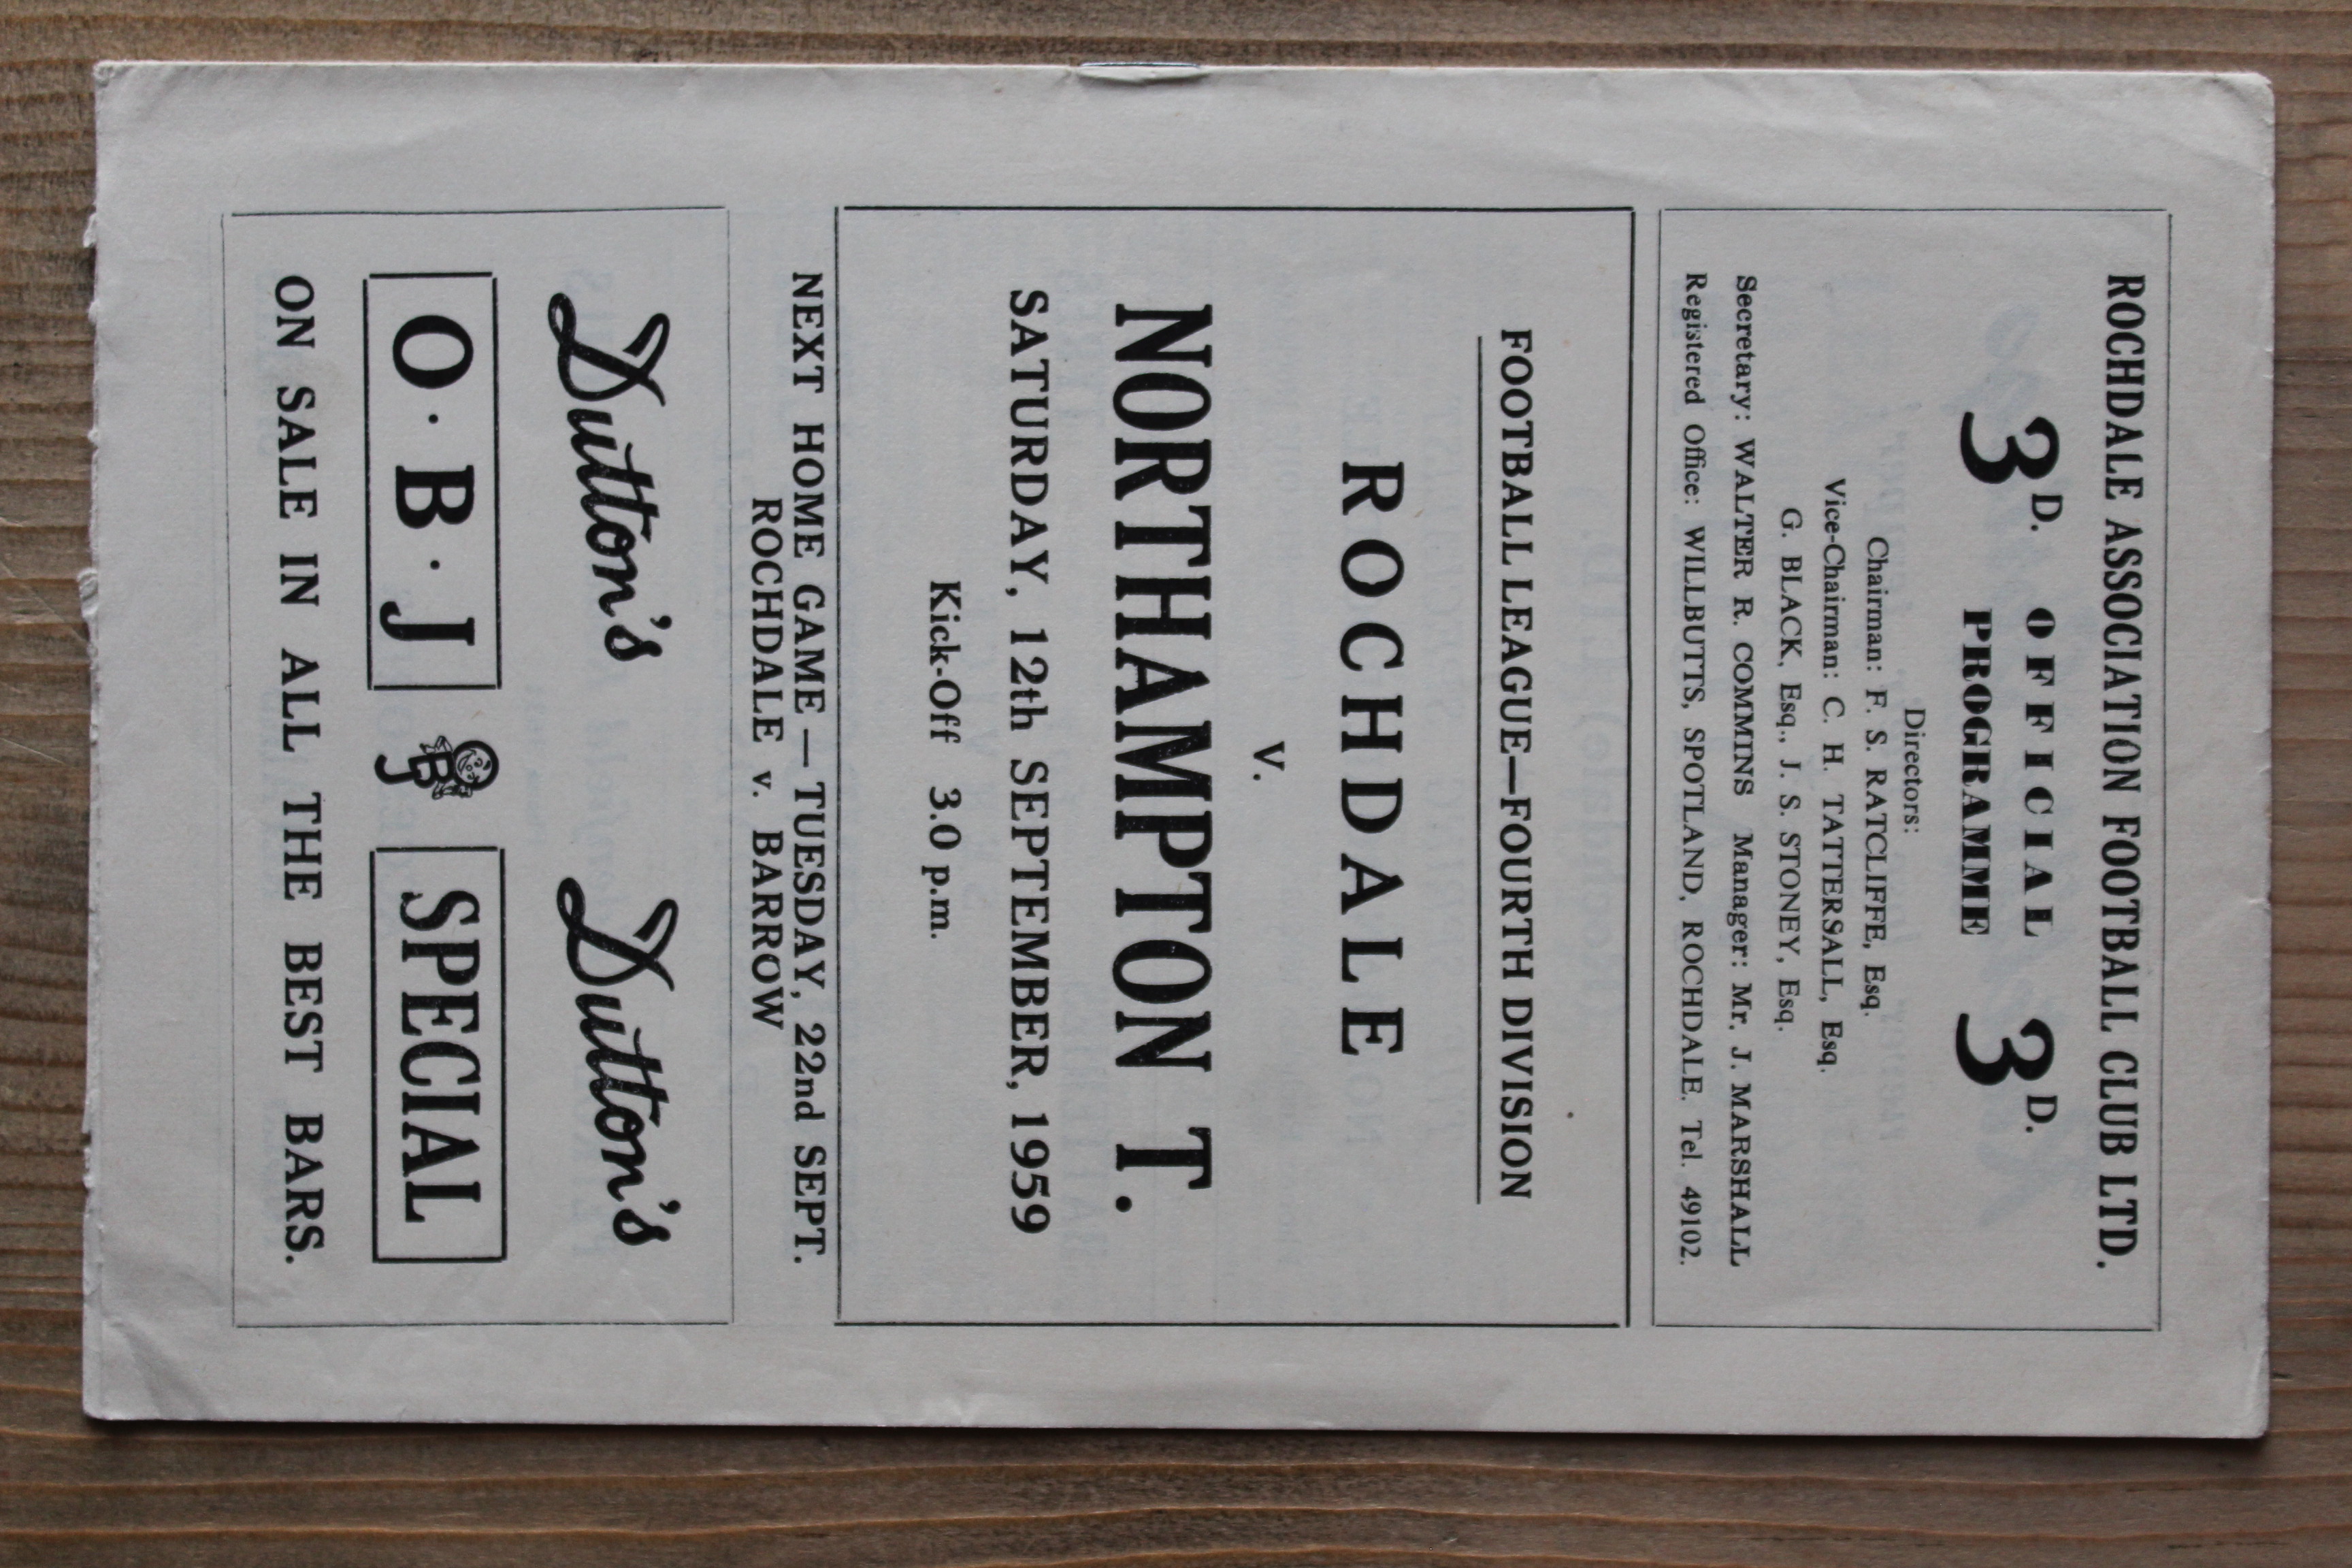 ROCHDALE ASSOCIATION FOOTBALL CLUB LTD.
3D. OFFICIAL PROGRAMME 3D.
Directors:
Chairman: F. S. RATCLIFFE, Esq.
Vice-Chairman: C. H. TATTERSALL, Esq.
G. BLACK, Esq., J. S. STONEY, Esq.
Secretary: WALTER R. COMMINS Manager: Mr. J. MARSHALL
Registered Office: WILLBUTTS, SPOTLAND, ROCHDALE. Tel. 49102.
FOOTBALL LEAGUE—FOURTH DIVISION
ROCHDALE
v.
NORTHAMPTON T.
SATURDAY, 12th SEPTEMBER, 1959
Kick-Off 3.0 p.m.
NEXT HOME GAME — TUESDAY, 22nd SEPT.
ROCHDALE v. BARROW
Dutton's Dutton's
O·B·J OBJ SPECIAL
ON SALE IN ALL THE BEST BARS.